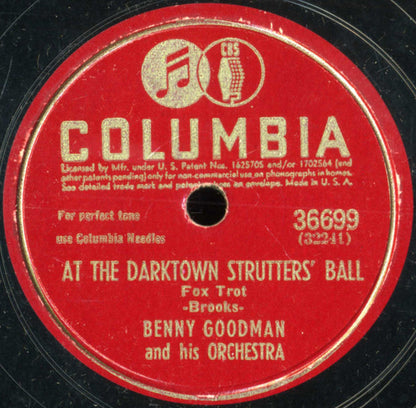 CBS
COLUMBIA
Licensed by Mfr. under U. S. Patent Nos. 1625705 and/or 1702564 (and
other patents pending) only for non-commercial use on phonographs in homes.
See detailed trade mark and patent notices on envelope. Made in U. S. A.
For perfect tone
use Columbia Needles
36699
(32241)
AT THE DARKTOWN STRUTTERS' BALL
Fox Trot
-Brooks-
BENNY GOODMAN
and his ORCHESTRA